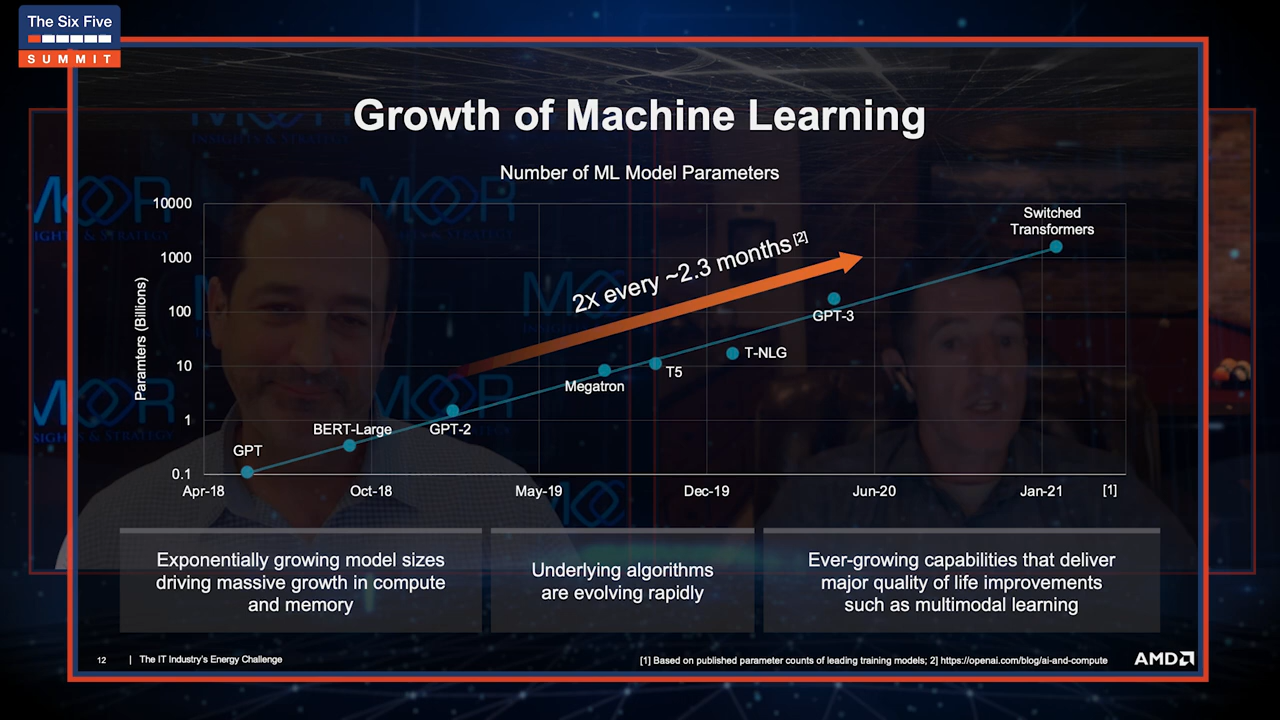 The Six Five
SUMMIT
Growth of Machine Learning
Number of ML Model Parameters
Paramters (Billions)
10000
1000
100
10
1
0.1
Apr-18
Oct-18
May-19
Dec-19
Jun-20
Jan-21
[1]
GPT
BERT-Large
GPT-2
Megatron
T5
T-NLG
GPT-3
Switched
Transformers
2x every ~2.3 months[2]
Exponentially growing model sizes
driving massive growth in compute
and memory
Underlying algorithms
are evolving rapidly
Ever-growing capabilities that deliver
major quality of life improvements
such as multimodal learning
12 | The IT Industry's Energy Challenge
[1] Based on published parameter counts of leading training models; 2] https://openai.com/blog/ai-and-compute
AMD
MOOR
INSIGHTS & STRATEGY